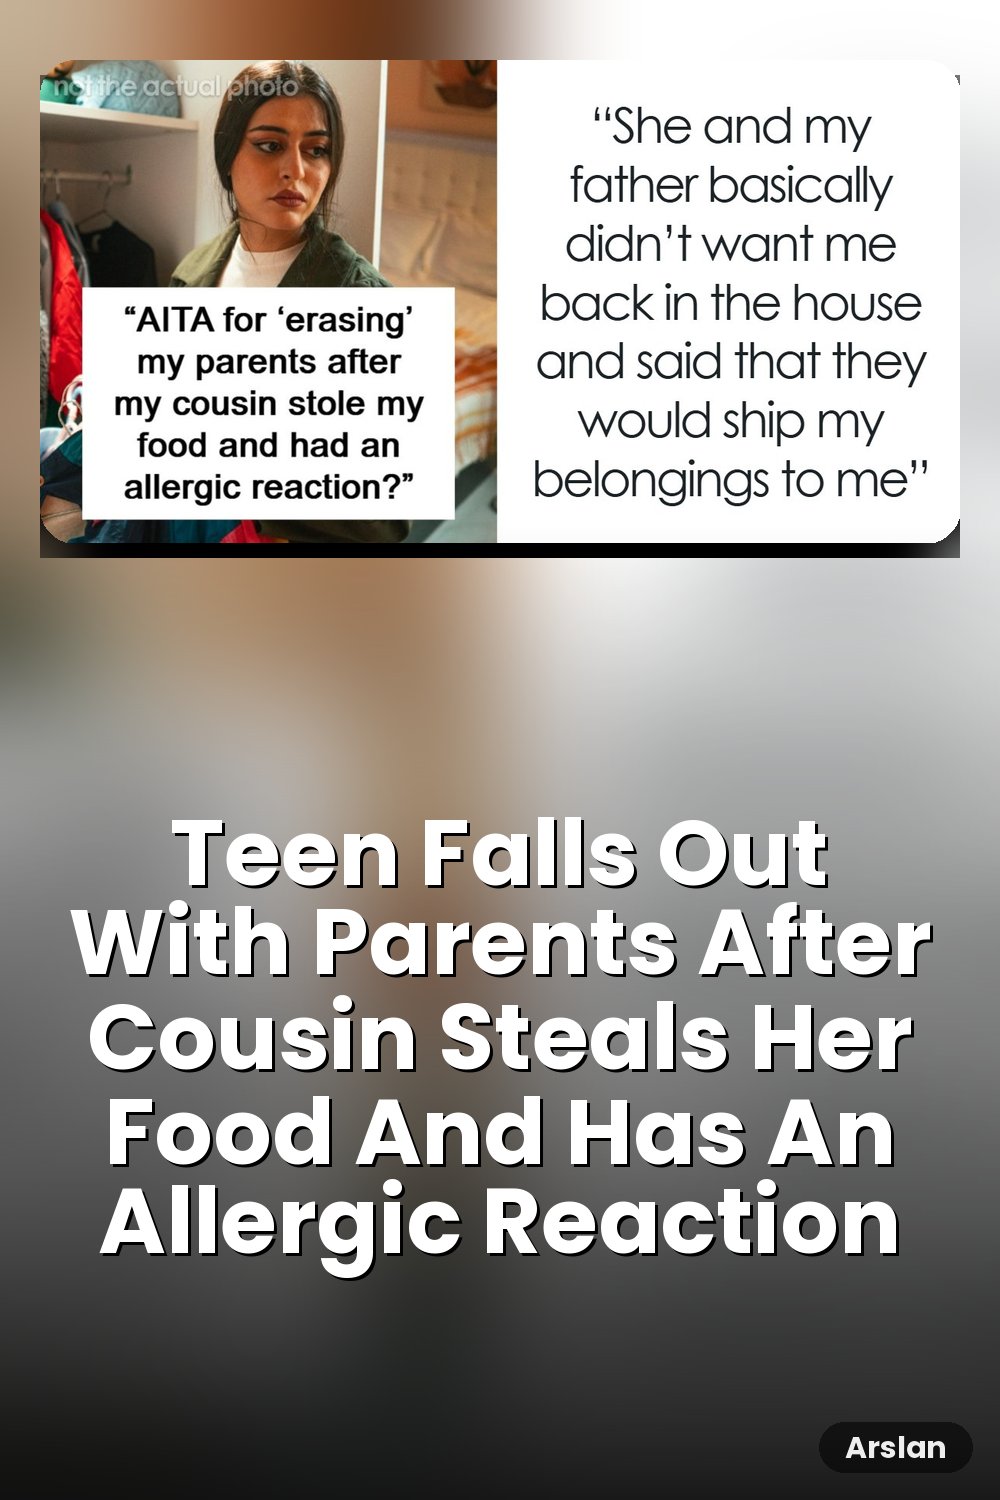 not the actual photo
“AITA for ‘erasing’
my parents after
my cousin stole my
food and had an
allergic reaction?”
“She and my
father basically
didn’t want me
back in the house
and said that they
would ship my
belongings to me”
Teen Falls Out
With Parents After
Cousin Steals Her
Food And Has An
Allergic Reaction
Arslan